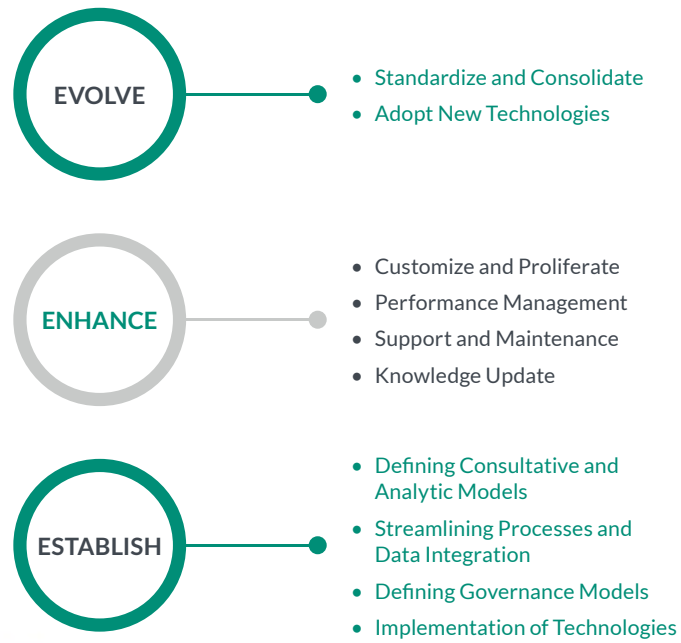 EVOLVE
• Standardize and Consolidate
• Adopt New Technologies
ENHANCE
• Customize and Proliferate
• Performance Management
• Support and Maintenance
• Knowledge Update
ESTABLISH
• Defining Consultative and
Analytic Models
• Streamlining Processes and
Data Integration
• Defining Governance Models
• Implementation of Technologies